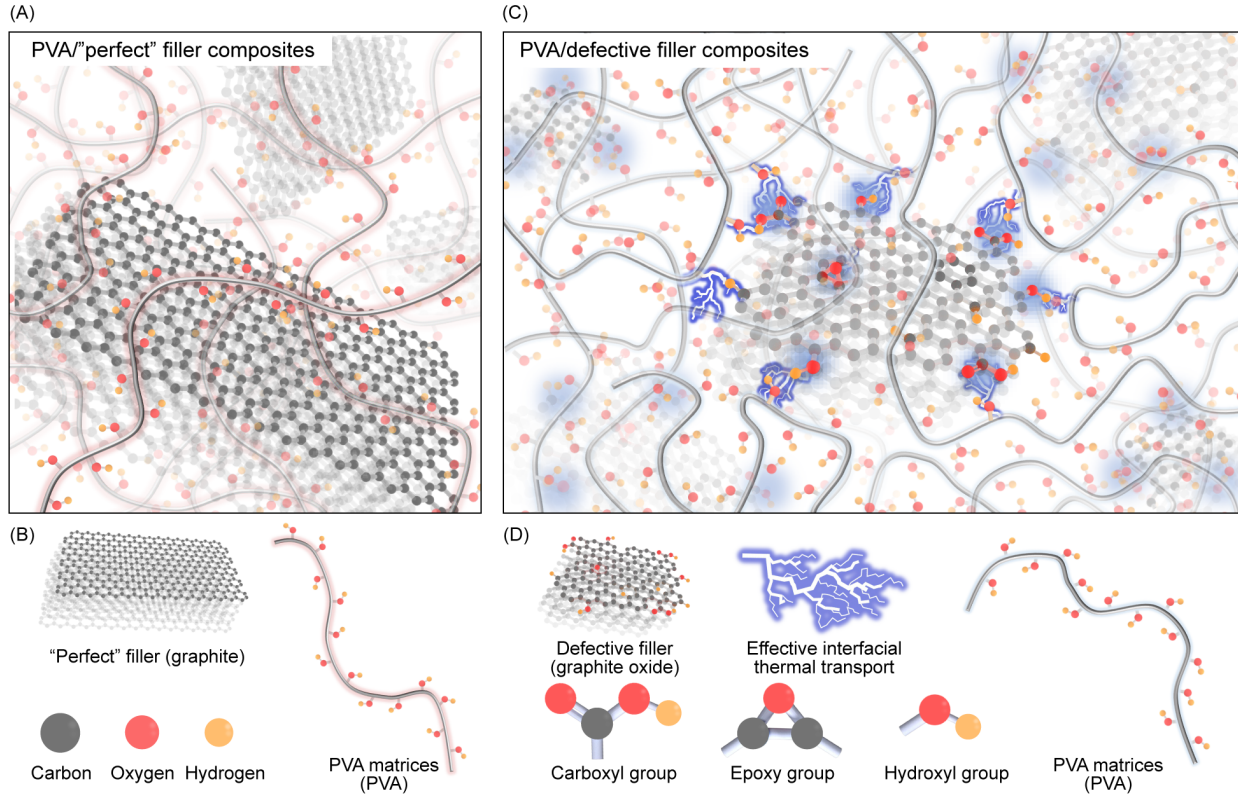 (A)
PVA/”perfect” filler composites
(B)
“Perfect” filler (graphite)
Carbon
Oxygen
Hydrogen
PVA matrices
(PVA)
(C)
PVA/defective filler composites
(D)
Defective filler
(graphite oxide)
Effective interfacial
thermal transport
Carboxyl group
Epoxy group
Hydroxyl group
PVA matrices
(PVA)